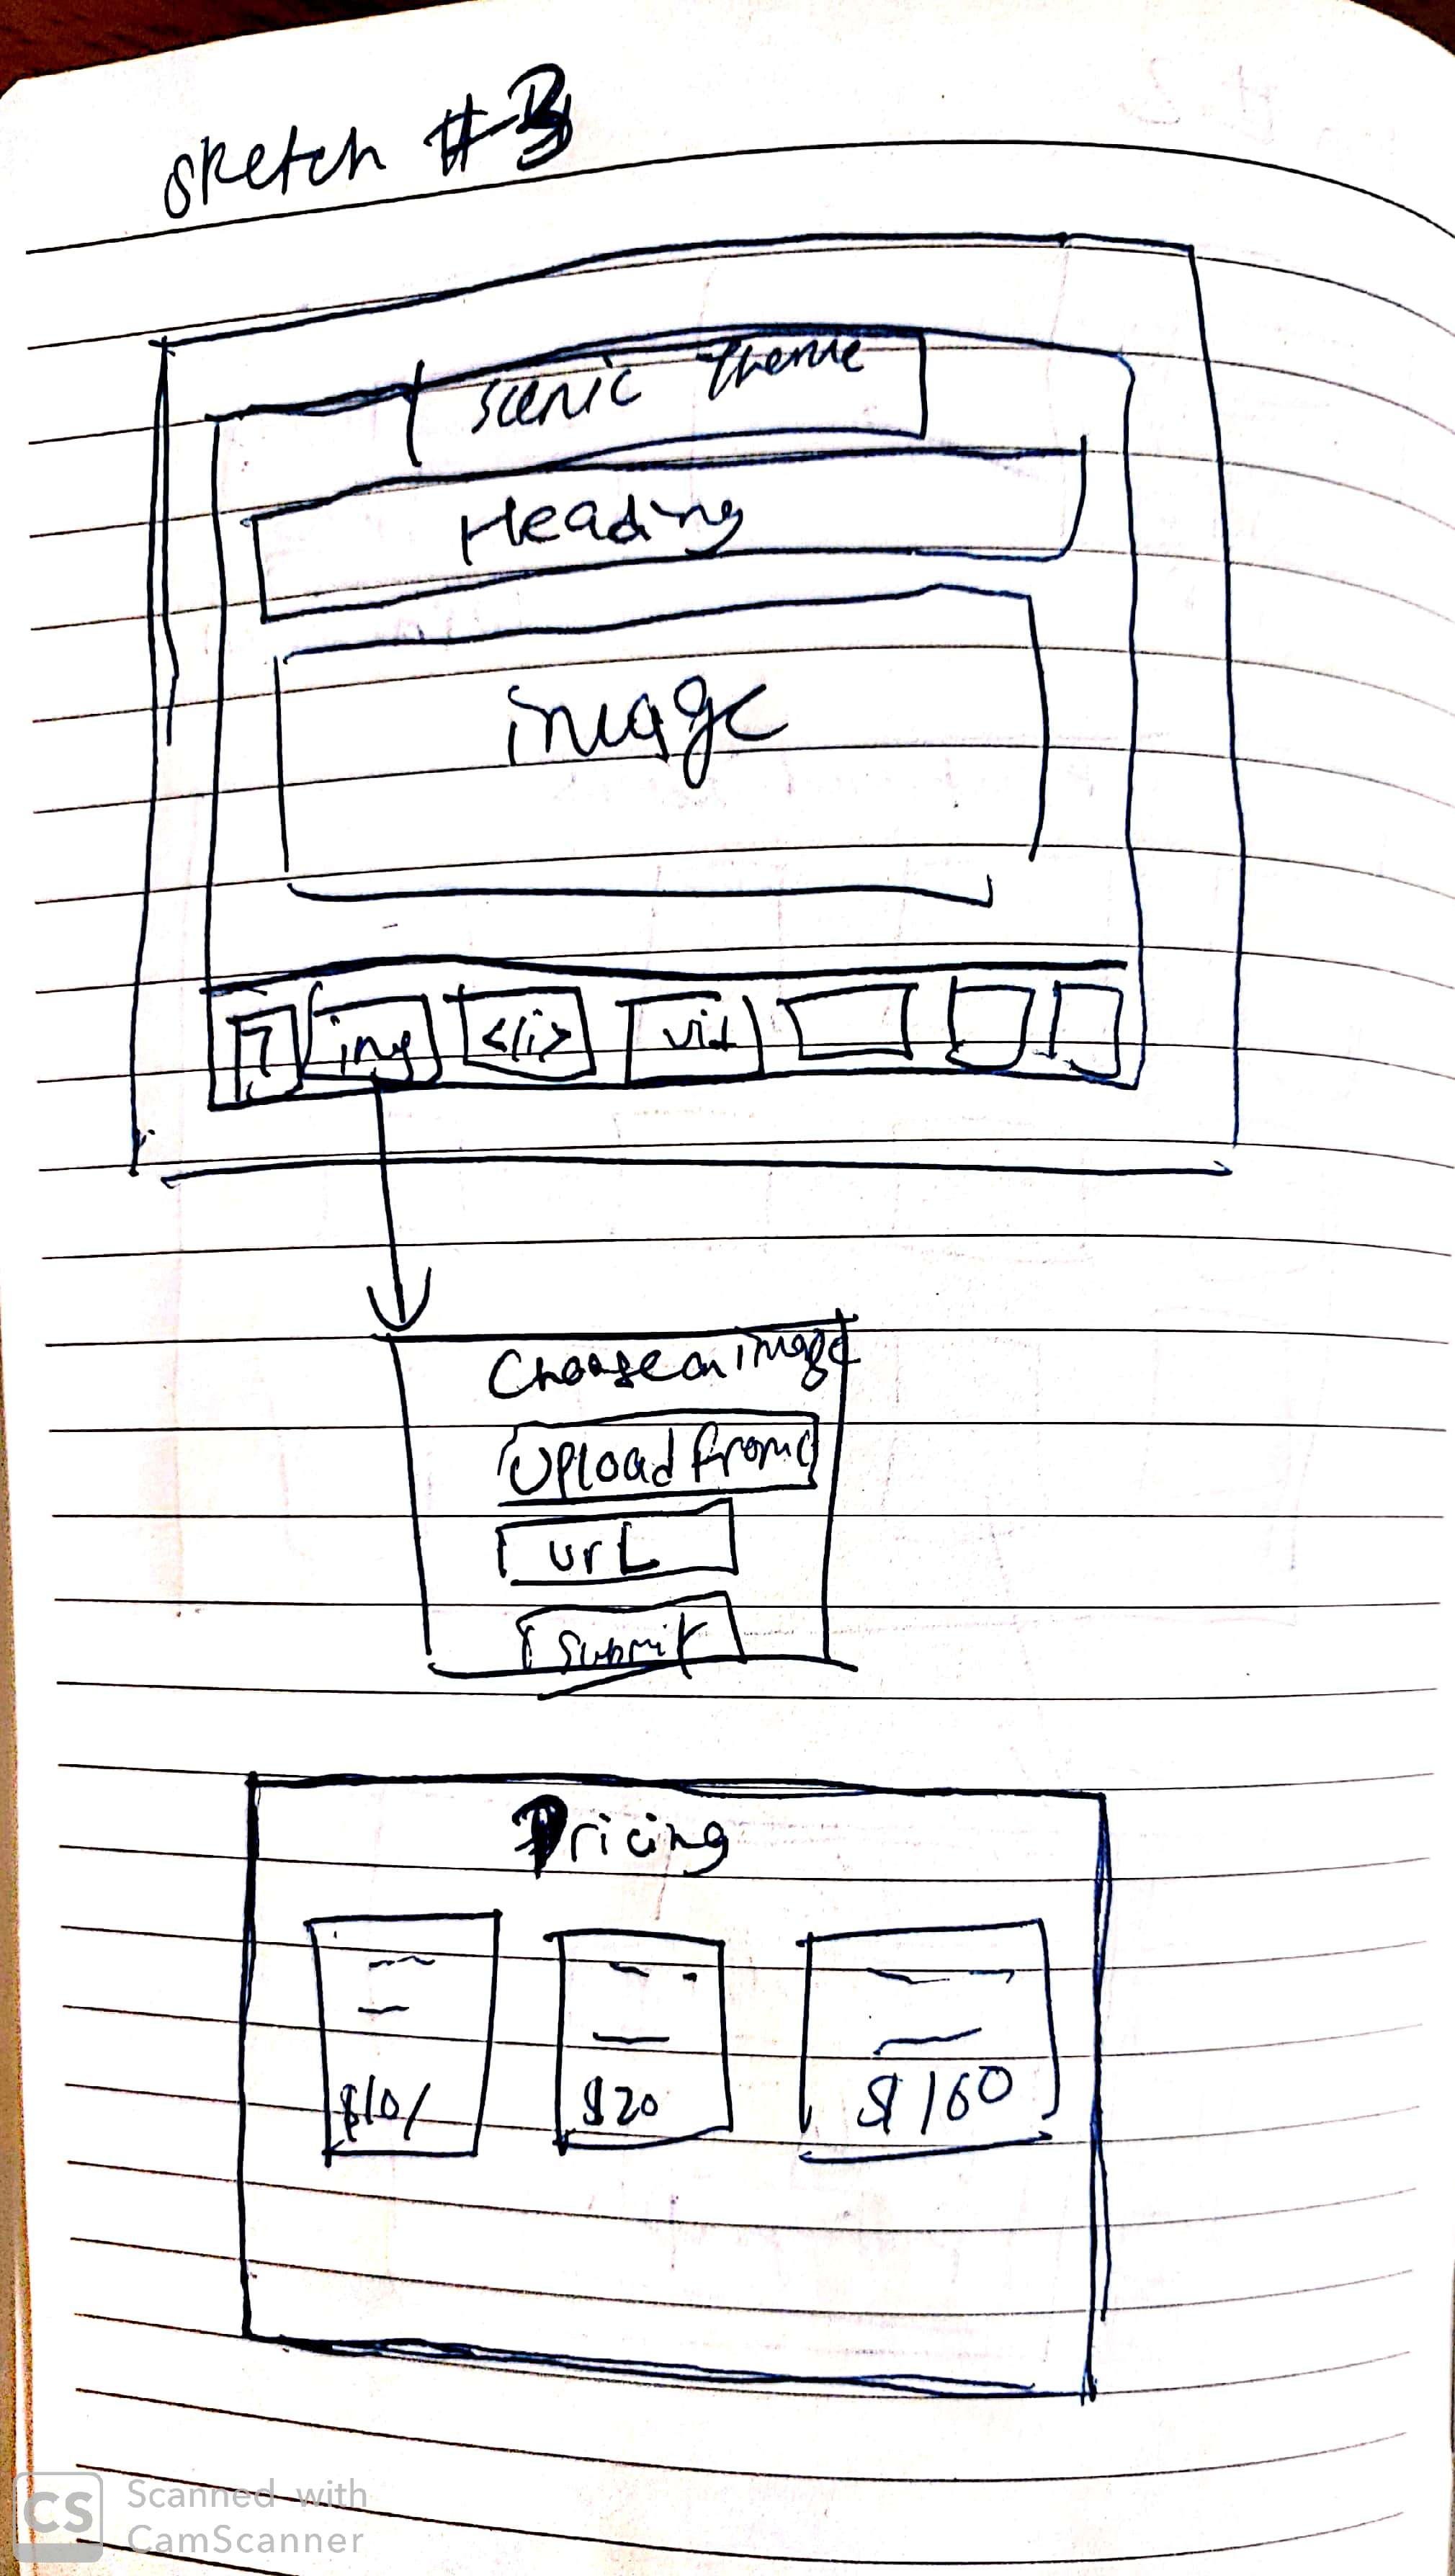 sketch #3
scenic Theme
Heading
image
T img <li> vid
Choose an image
Upload from
urL
submit
Pricing
$10/ $20 $160
CS Scanned with
CamScanner